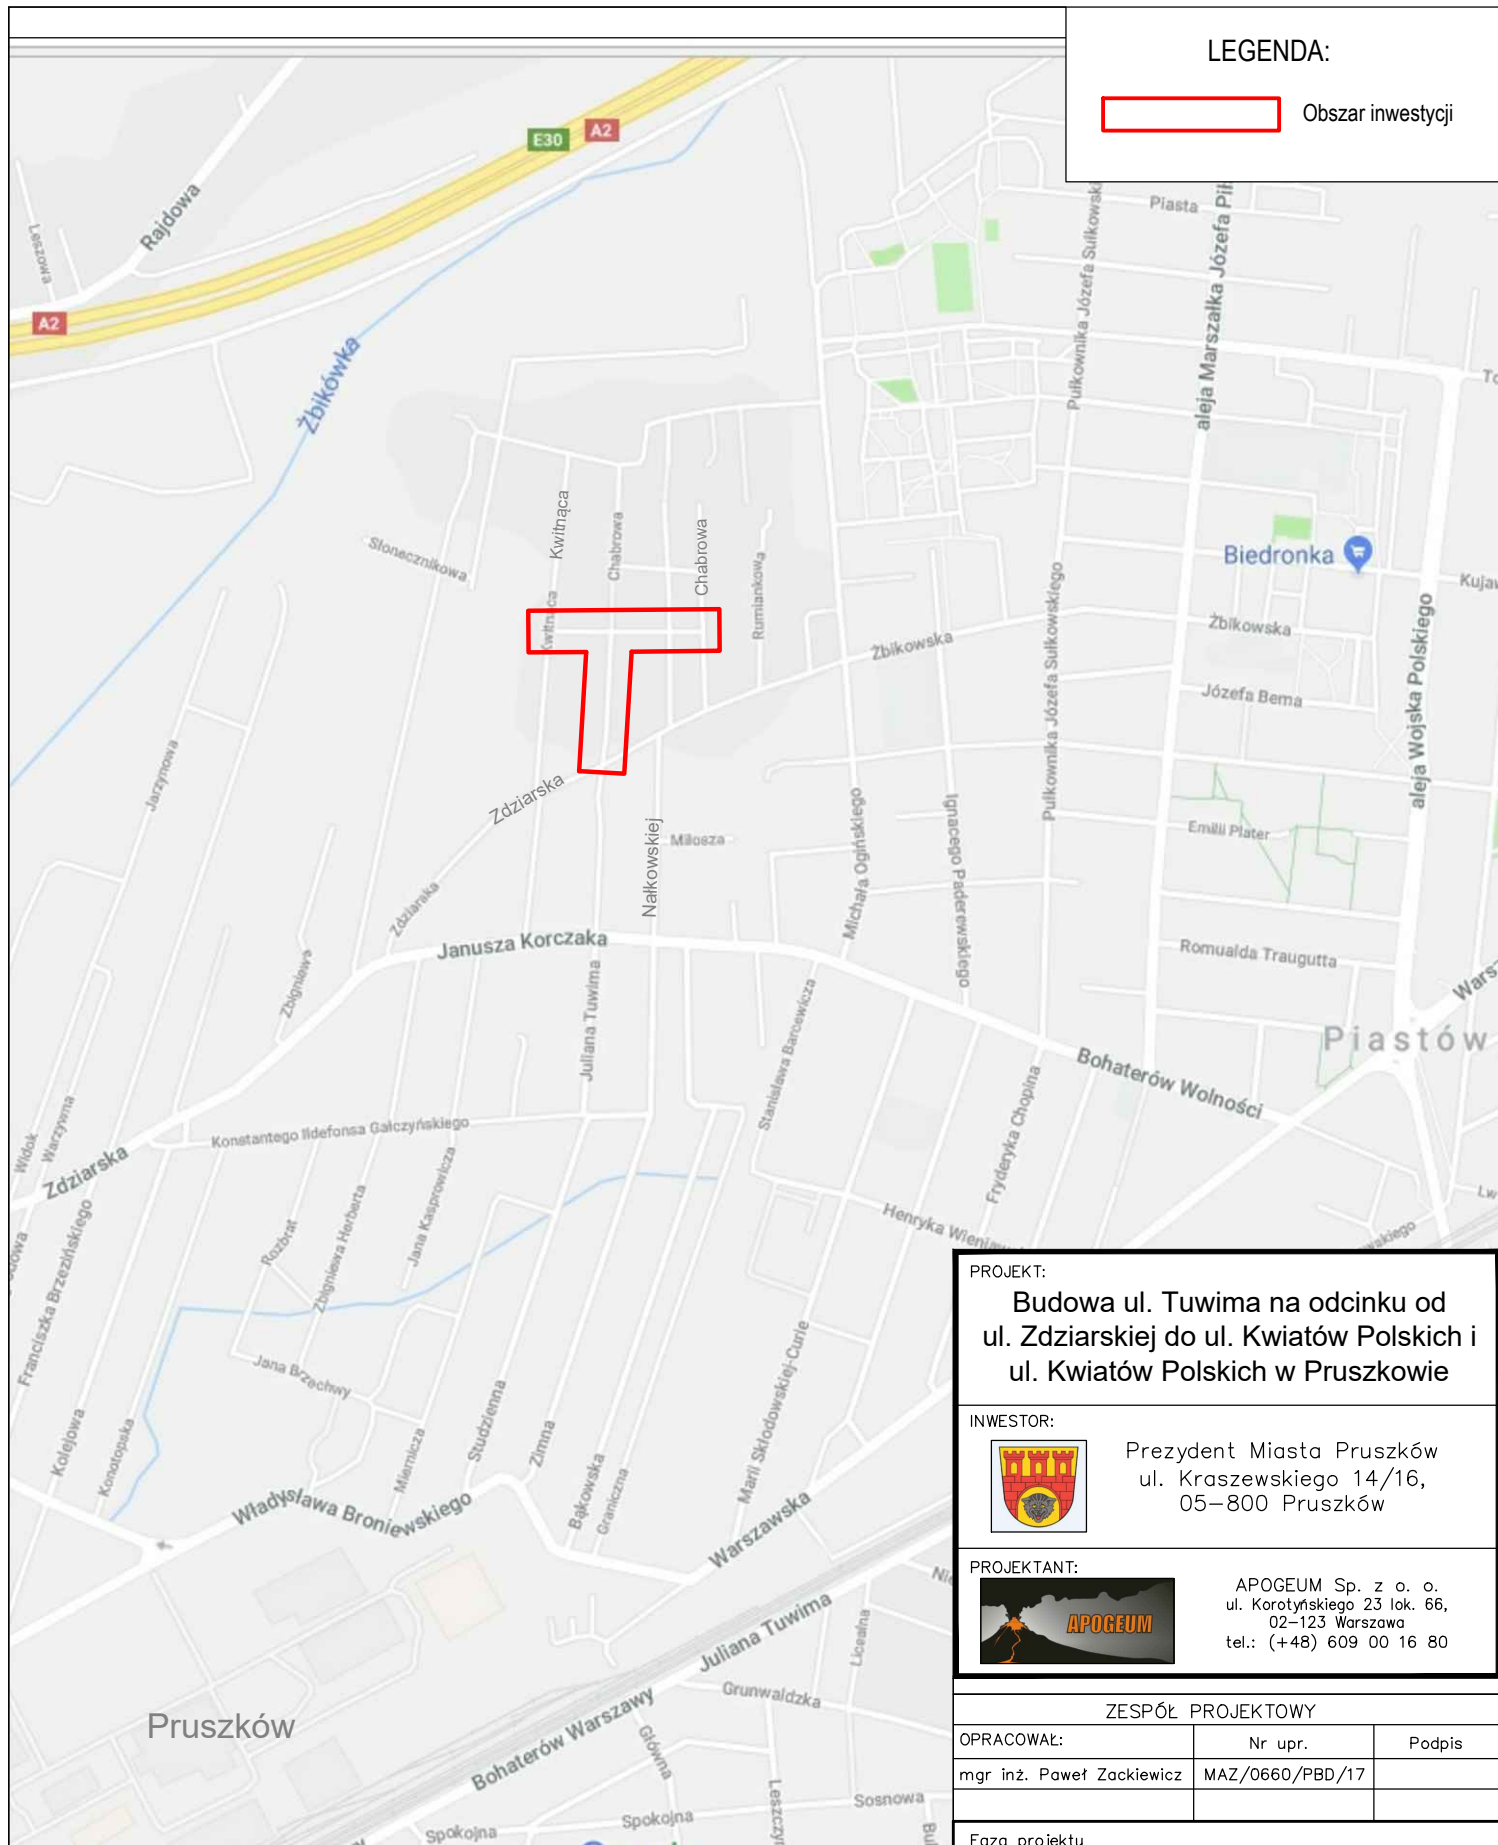 LEGENDA:
Obszar inwestycji
E30
A2
A2
Leszowa
Rajdowa
Żbikówka
Piasta
Pułkownika Józefa Sułkowski
aleja Marszałka Józefa Pił
Kwitnąca
Chabrowa
Chabrowa
Słonecznikowa
Kwitnąca
Rumiankowa
Biedronka
Kujaw
Żbikowska
Żbikowska
Józefa Bema
Pułkownika Józefa Sułkowskiego
aleja Wojska Polskiego
Jarzynowa
Zdziarska
Nałkowskiej
Miłosza
Michała Ogińskiego
Ignacego Paderewskiego
Emilii Plater
Zdziarska
Janusza Korczaka
Romualda Traugutta
Zbigniewa
Juliana Tuwima
Stanisława Barcewicza
Warsz
Piastów
Bohaterów Wolności
Fryderyka Chopina
Widok
Warzywna
Konstantego Ildefonsa Gałczyńskiego
Zdziarska
Franciszka Brzezińskiego
Rozbrat
Zbigniewa Herberta
Jana Kasprowicza
Henryka Wieniaw
Lw
Jana Brzechwy
Kolejowa
Konotopska
Miernicza
Studzienna
Zimna
Bąkowska
Graniczna
Marii Skłodowskiej-Curie
Władysława Broniewskiego
Warszawska
Juliana Tuwima
Licealna
Grunwaldzka
Pruszków
Bohaterów Warszawy
Główna
Sosnowa
Spokojna
Spokojna
PROJEKT:
Budowa ul. Tuwima na odcinku od
ul. Zdziarskiej do ul. Kwiatów Polskich i
ul. Kwiatów Polskich w Pruszkowie
INWESTOR:
Prezydent Miasta Pruszków
ul. Kraszewskiego 14/16,
05-800 Pruszków
PROJEKTANT:
APOGEUM
APOGEUM Sp. z o. o.
ul. Korotyńskiego 23 lok. 66,
02-123 Warszawa
tel.: (+48) 609 00 16 80
ZESPÓŁ PROJEKTOWY
OPRACOWAŁ: Nr upr. Podpis
mgr inż. Paweł Zackiewicz MAZ/0660/PBD/17
Faza projektu